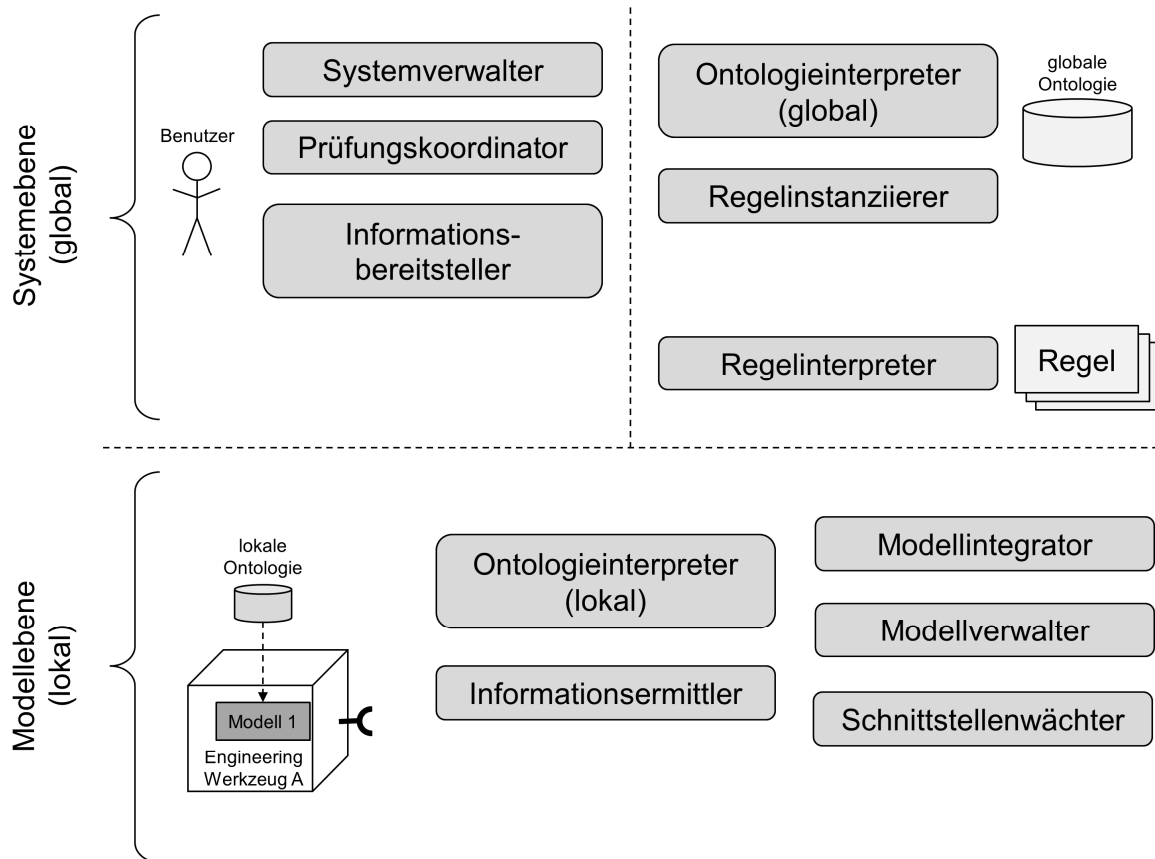 Systemebene
(global)
Benutzer
Systemverwalter
Prüfungskoordinator
Informations-
bereitsteller
Ontologieinterpreter
(global)
globale
Ontologie
Regelinstanziierer
Regelinterpreter
Regel
Modellebene
(lokal)
lokale
Ontologie
Modell 1
Engineering
Werkzeug A
Ontologieinterpreter
(lokal)
Informationsermittler
Modellintegrator
Modellverwalter
Schnittstellenwächter